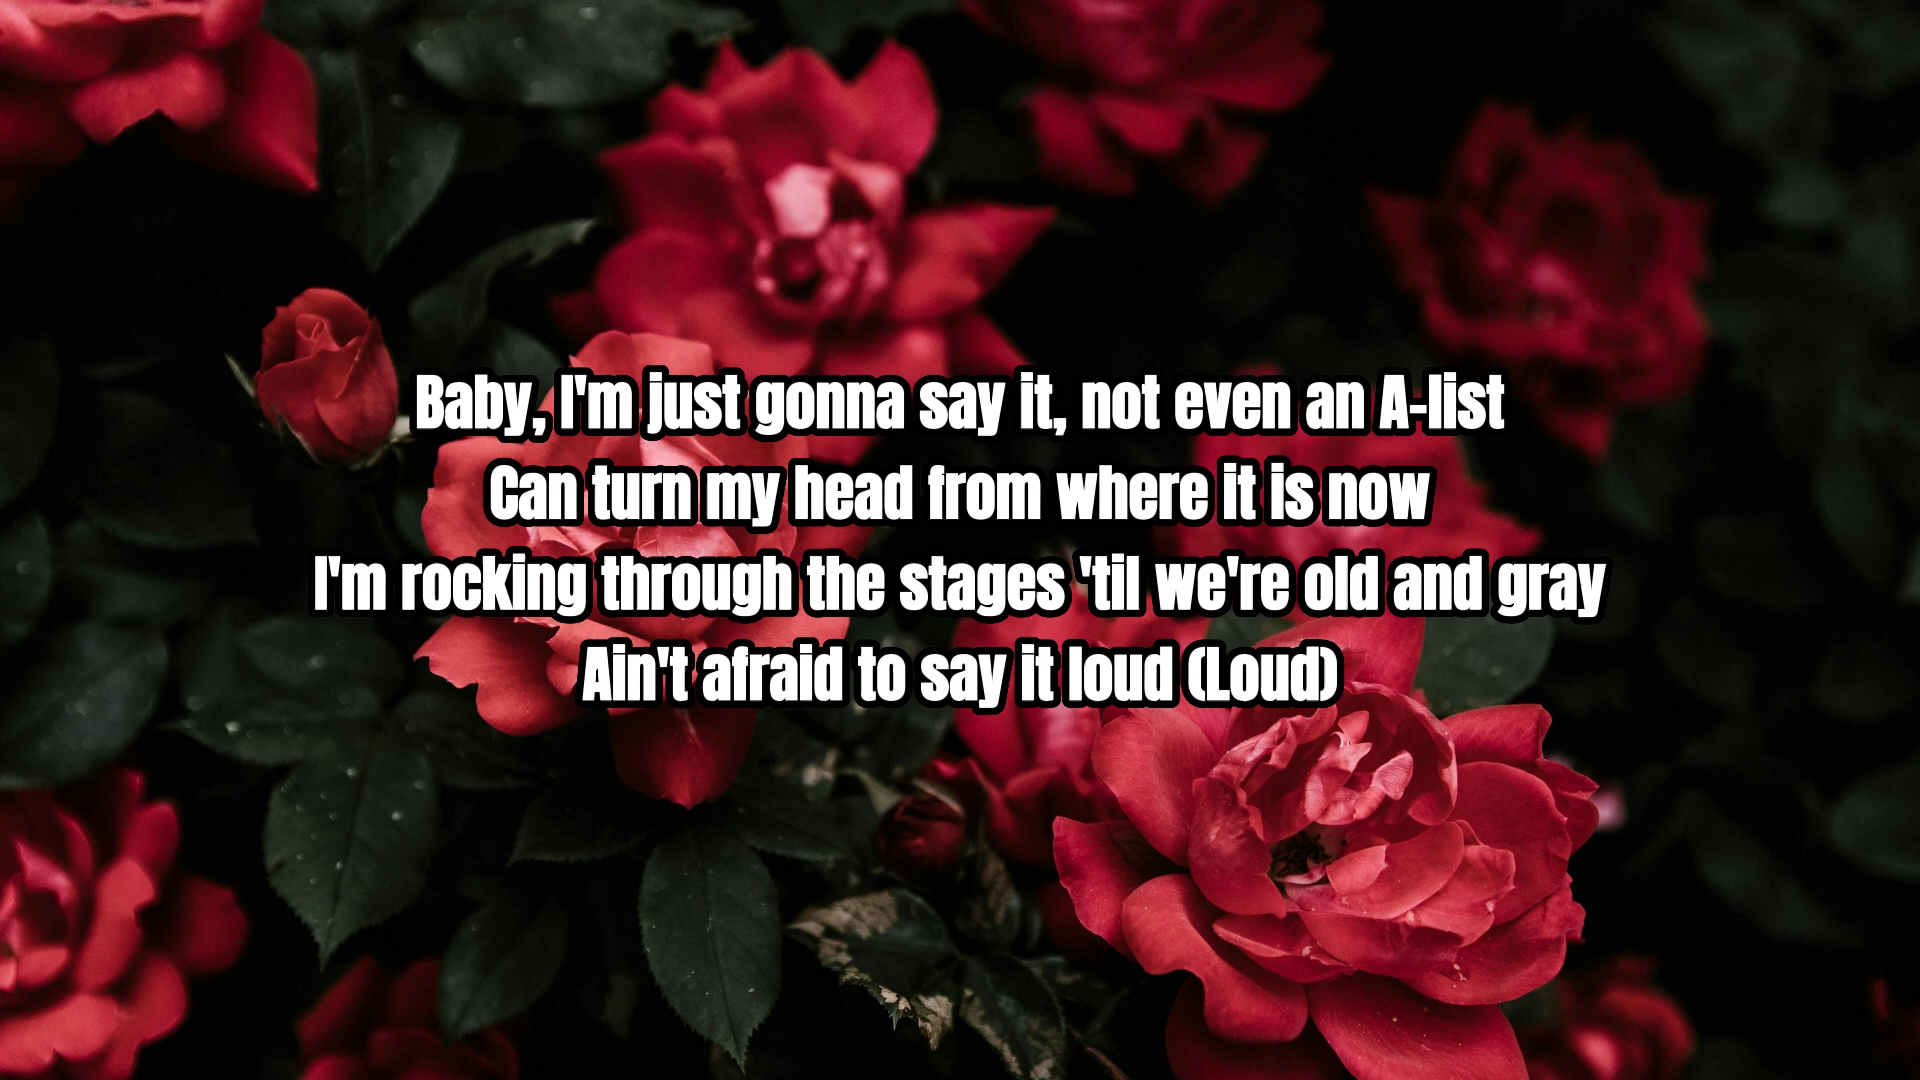 Baby, I'm just gonna say it, not even an A-list
Can turn my head from where it is now
I'm rocking through the stages 'til we're old and gray
Ain't afraid to say it loud (Loud)